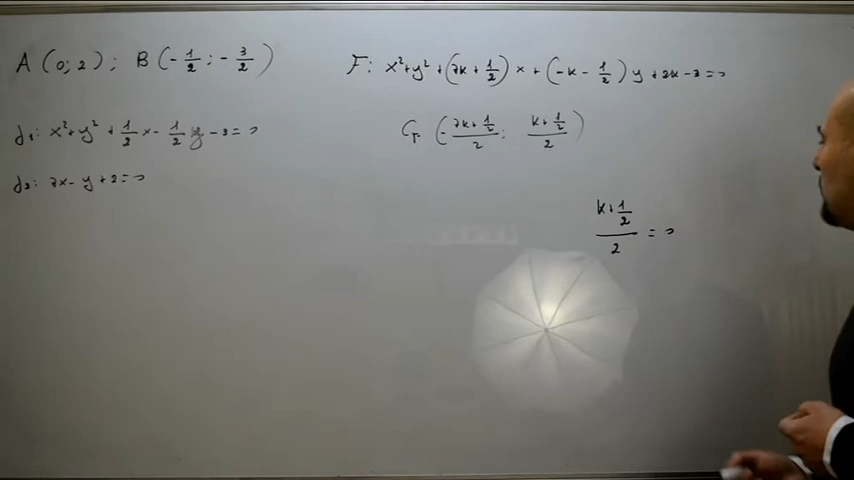 A (0; 2); B (-1/2; -3/2)
d₁: x²+y²+1/2x-1/2y-3=0
d₂: 7x-y+2=0
F: x²+y²+(7k+1/2)x+(-k-1/2)y+2k-3=0
C_F (-(7k+1/2)/2; (k+1/2)/2)
(k+1/2)/2=0